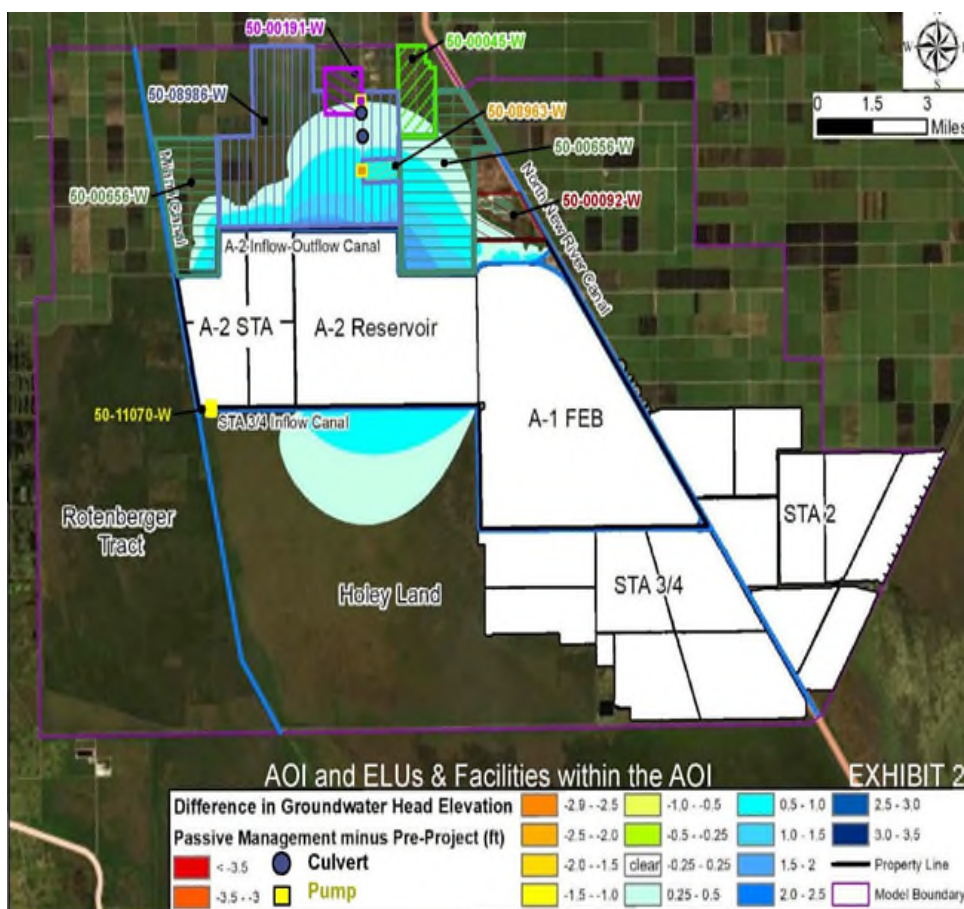 50-00191-W
50-00045-W
N
W E
S
50-08986-W
50-00963-W
0 1.5 3
Miles
50-00656-W
50-00656-W
50-00092-W
Miami Canal
North New River Canal
A-2 Inflow-Outflow Canal
A-2 STA
A-2 Reservoir
50-11070-W
STA 3/4 Inflow Canal
A-1 FEB
Rotenberger
Tract
STA 2
Holey Land
STA 3/4
AOI and ELUs & Facilities within the AOI EXHIBIT 2
Difference in Groundwater Head Elevation
Passive Management minus Pre-Project (ft)
< -3.5
-3.5 - -3
Culvert
Pump
-2.9 - -2.5
-2.5 - -2.0
-2.0 - -1.5
-1.5 - -1.0
-1.0 - -0.5
-0.5 - -0.25
clear -0.25 - 0.25
0.25 - 0.5
0.5 - 1.0
1.0 - 1.5
1.5 - 2
2.0 - 2.5
2.5 - 3.0
3.0 - 3.5
Property Line
Model Boundary